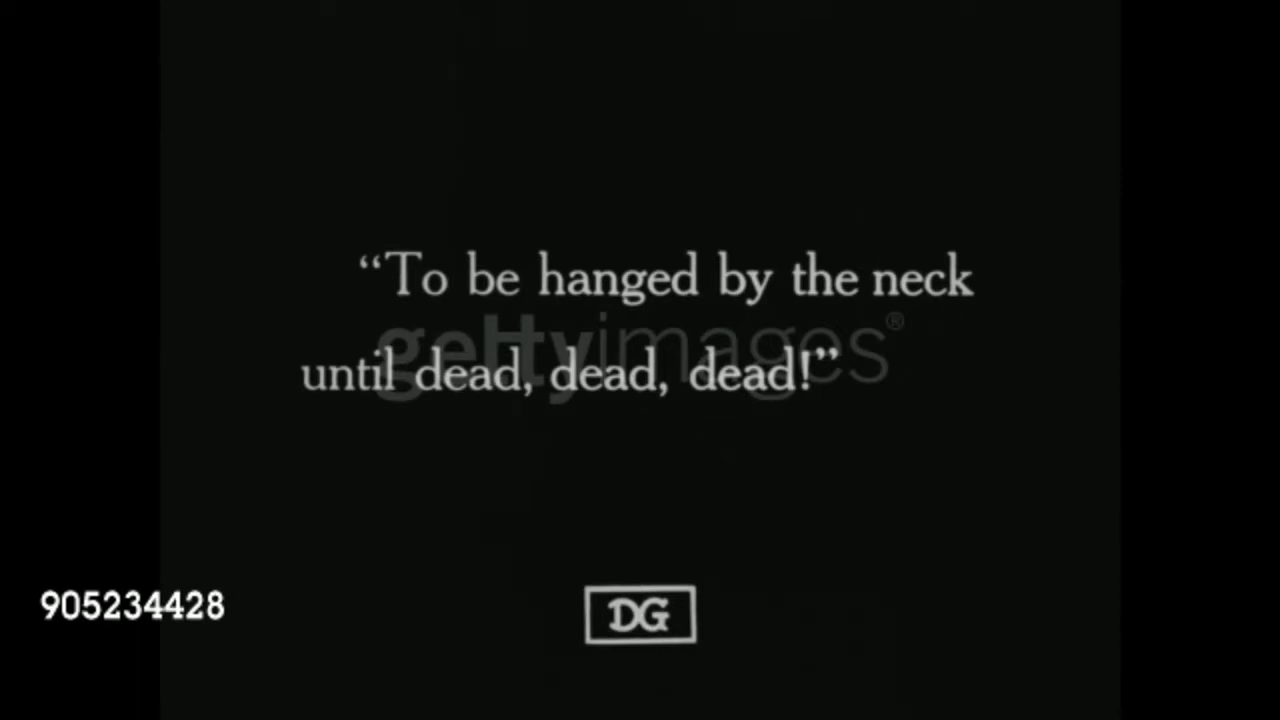 “To be hanged by the neck
gettyimages®
until dead, dead, dead!”
905234428
DG